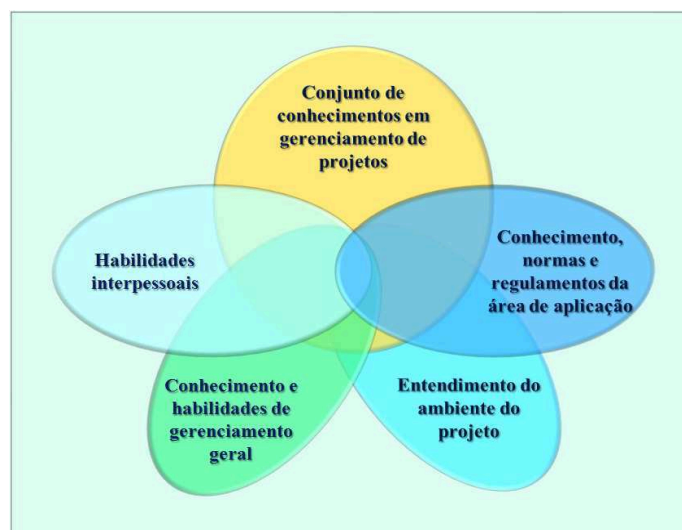 Conjunto de
conhecimentos em
gerenciamento de
projetos
Habilidades
interpessoais
Conhecimento,
normas e
regulamentos da
área de aplicação
Conhecimento e
habilidades de
gerenciamento
geral
Entendimento do
ambiente do
projeto